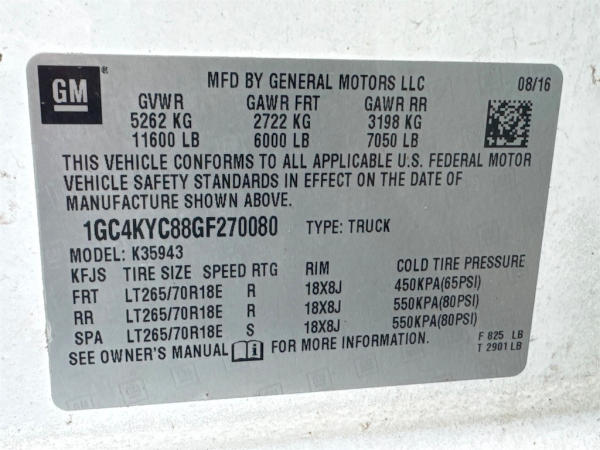 GM
MFD BY GENERAL MOTORS LLC 08/16
GVWR GAWR FRT GAWR RR
5262 KG 2722 KG 3198 KG
11600 LB 6000 LB 7050 LB
THIS VEHICLE CONFORMS TO ALL APPLICABLE U.S. FEDERAL MOTOR
VEHICLE SAFETY STANDARDS IN EFFECT ON THE DATE OF
MANUFACTURE SHOWN ABOVE.
1GC4KYC88GF270080 TYPE: TRUCK
MODEL: K35943
KFJS TIRE SIZE SPEED RTG RIM COLD TIRE PRESSURE
FRT LT265/70R18E R 18X8J 450KPA(65PSI)
RR LT265/70R18E R 18X8J 550KPA(80PSI)
SPA LT265/70R18E S 18X8J 550KPA(80PSI)
SEE OWNER'S MANUAL FOR MORE INFORMATION.
F 825 LB
T 2901 LB